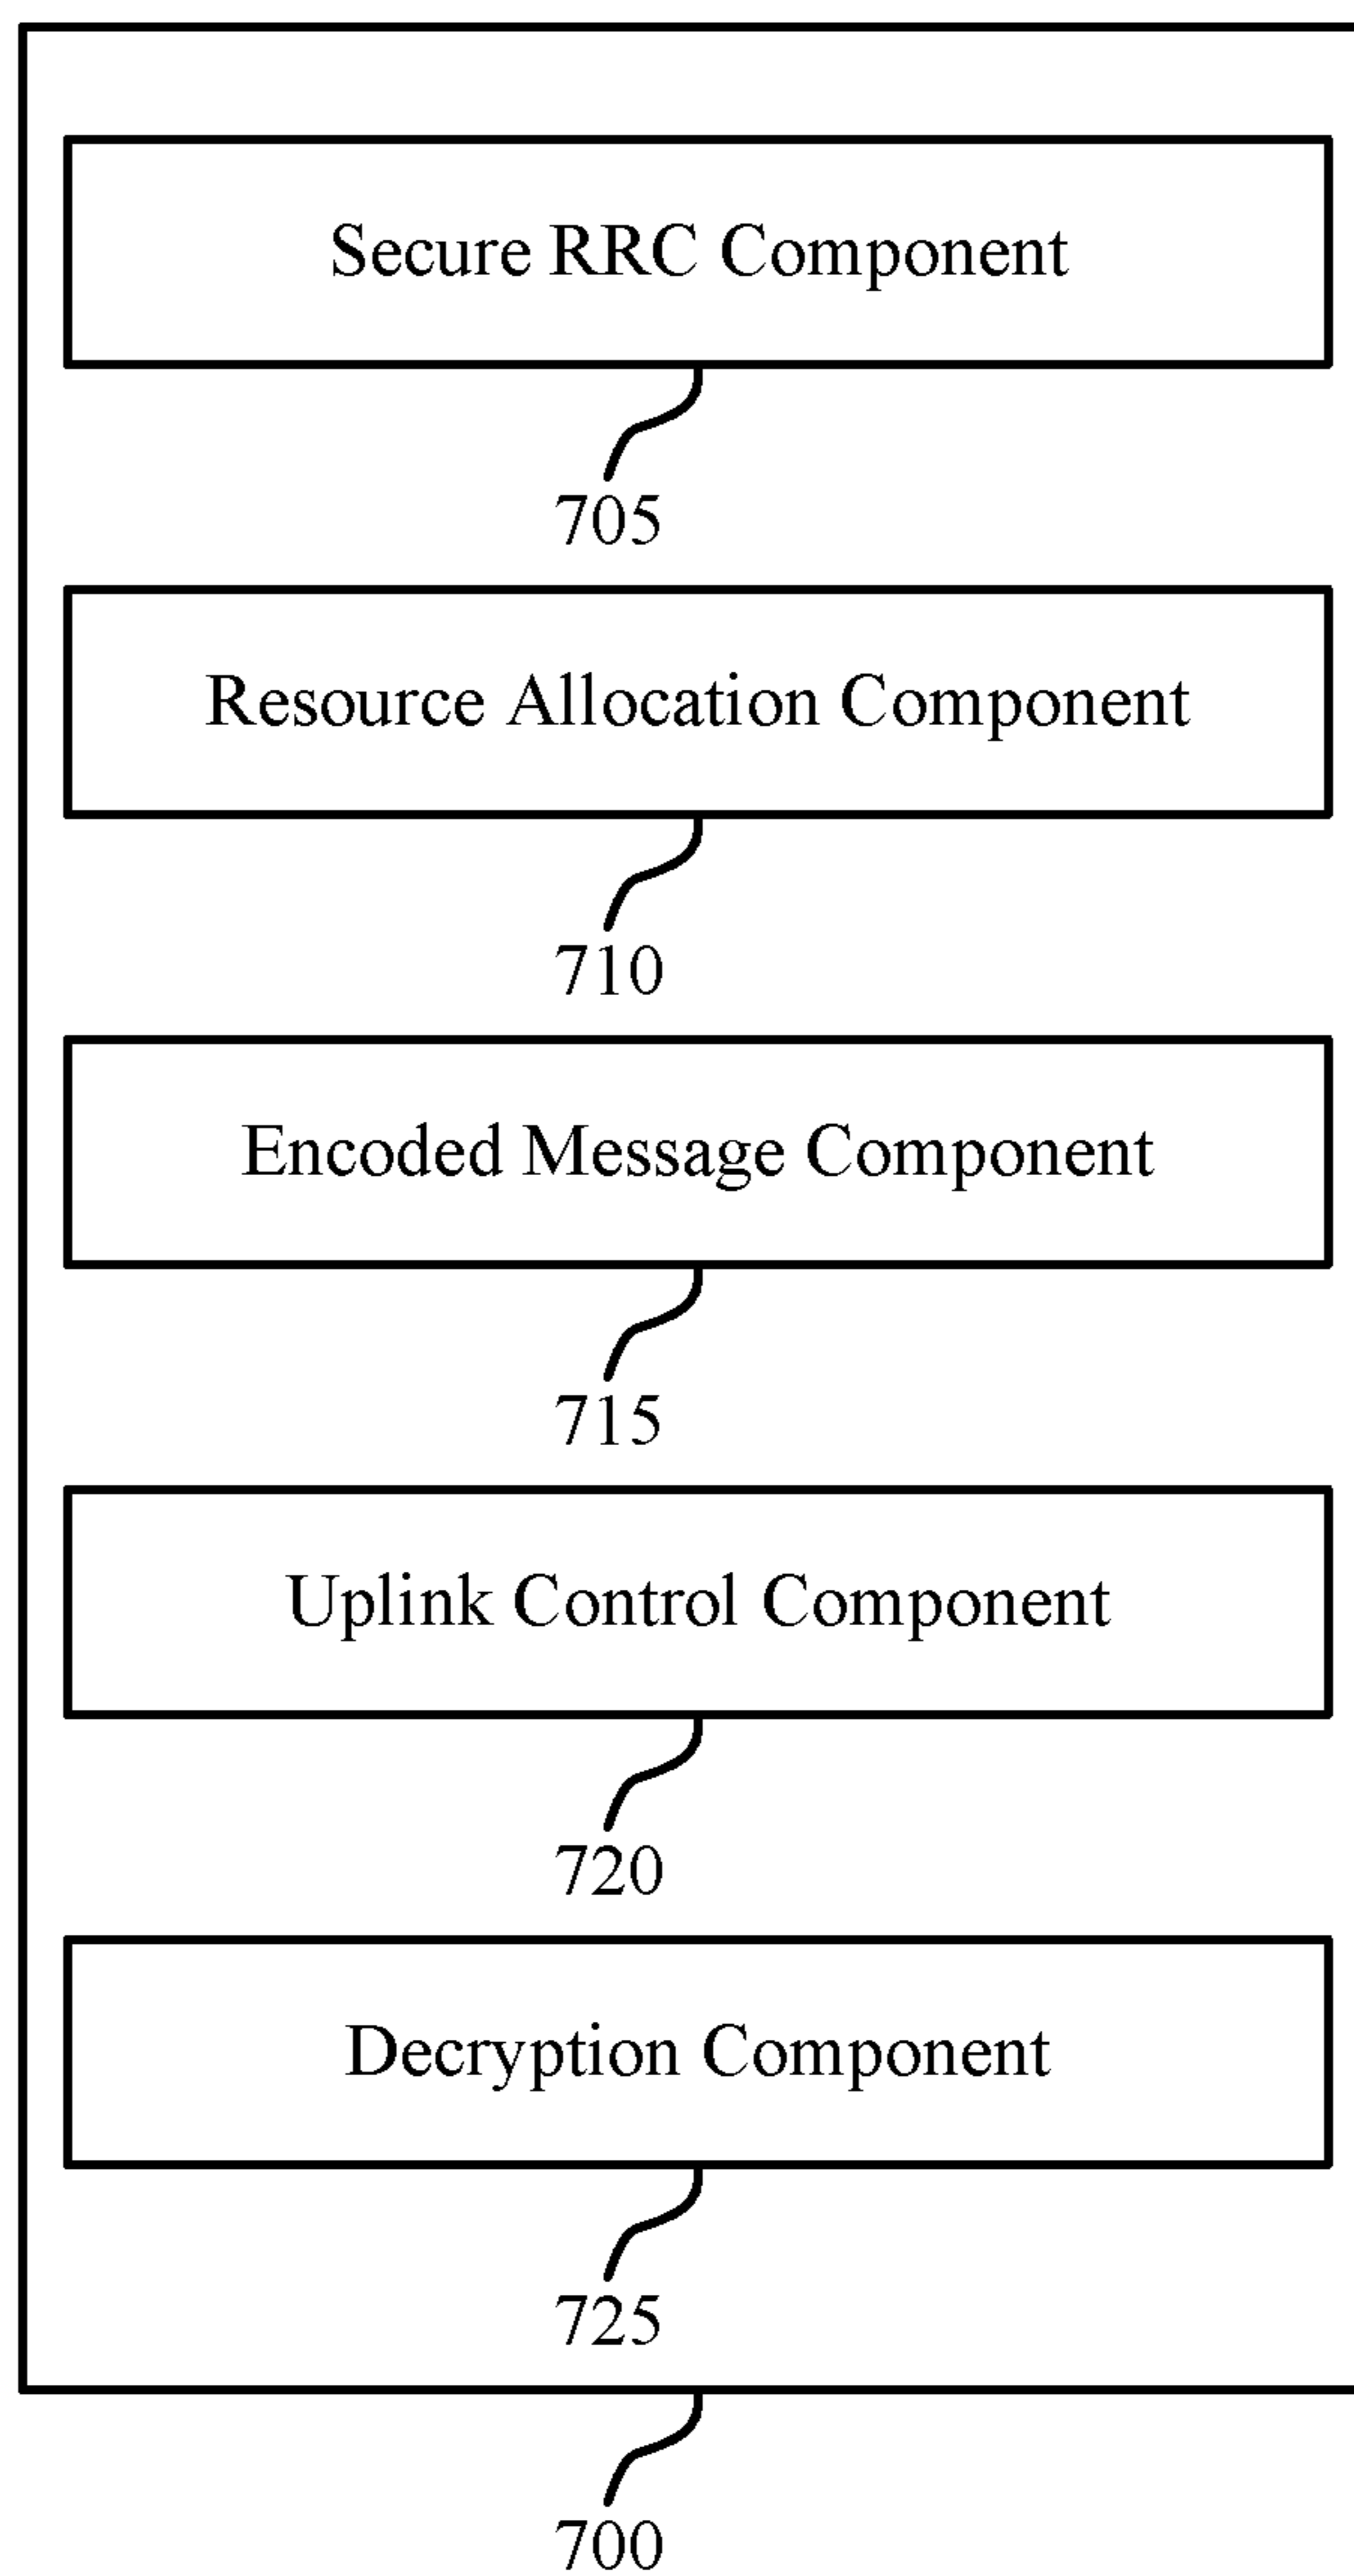 Secure RRC Component
705
Resource Allocation Component
710
Encoded Message Component
715
Uplink Control Component
720
Decryption Component
725
700